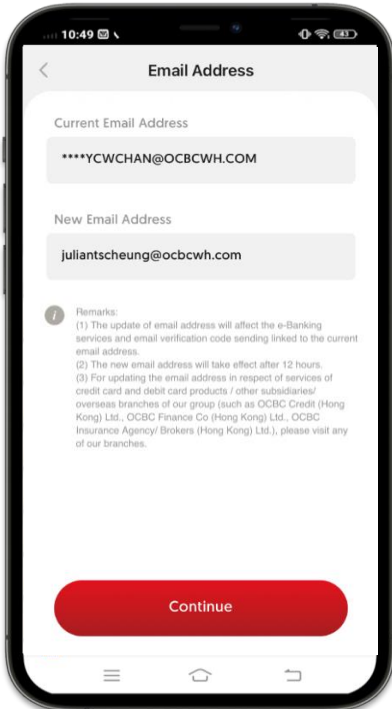 10:49
43
Email Address
Current Email Address
****YCWCHAN@OCBCWH.COM
New Email Address
juliantscheung@ocbcwh.com
i Remarks:
(1) The update of email address will affect the e-Banking
services and email verification code sending linked to the current
email address.
(2) The new email address will take effect after 12 hours.
(3) For updating the email address in respect of services of
credit card and debit card products / other subsidiaries/
overseas branches of our group (such as OCBC Credit (Hong
Kong) Ltd., OCBC Finance Co (Hong Kong) Ltd., OCBC
Insurance Agency/ Brokers (Hong Kong) Ltd.), please visit any
of our branches.
Continue